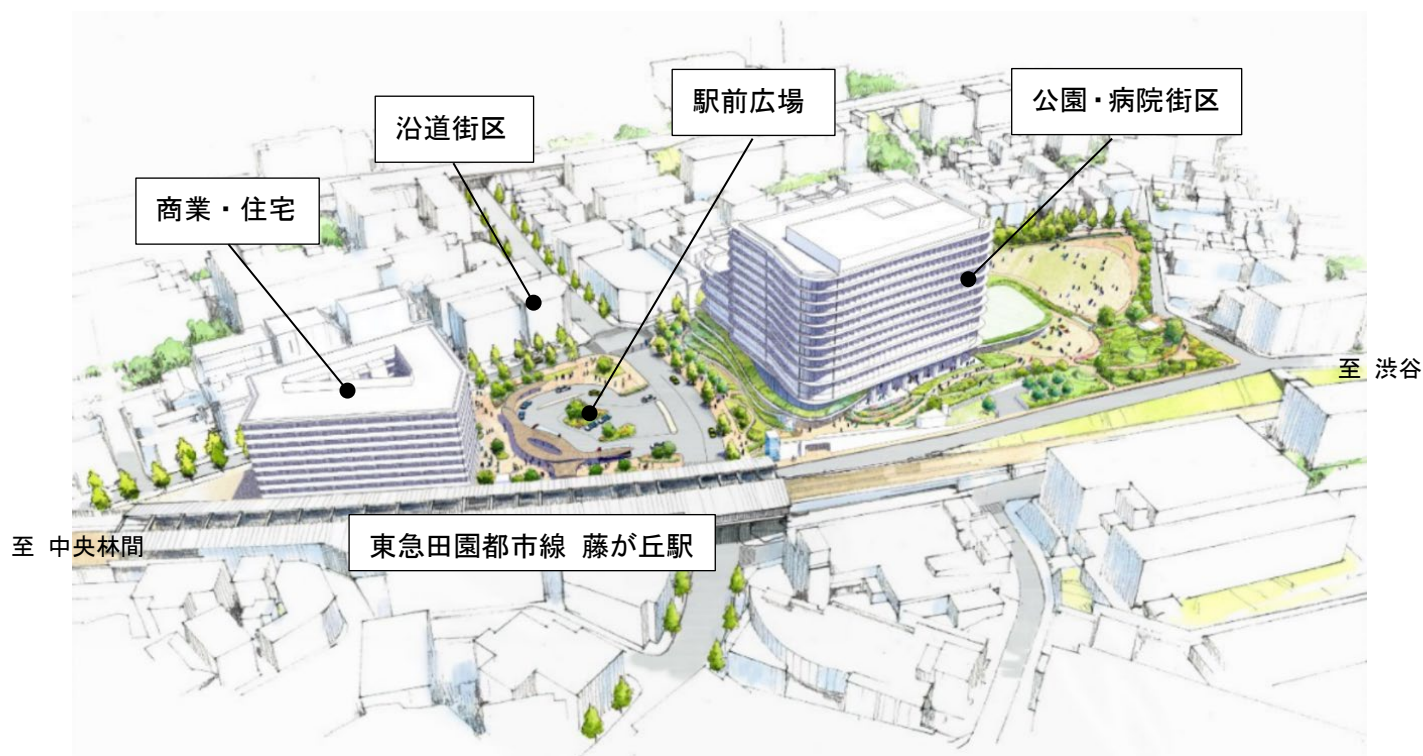 駅前広場
公園・病院街区
沿道街区
商業・住宅
至 渋谷
東急田園都市線 藤が丘駅
至 中央林間